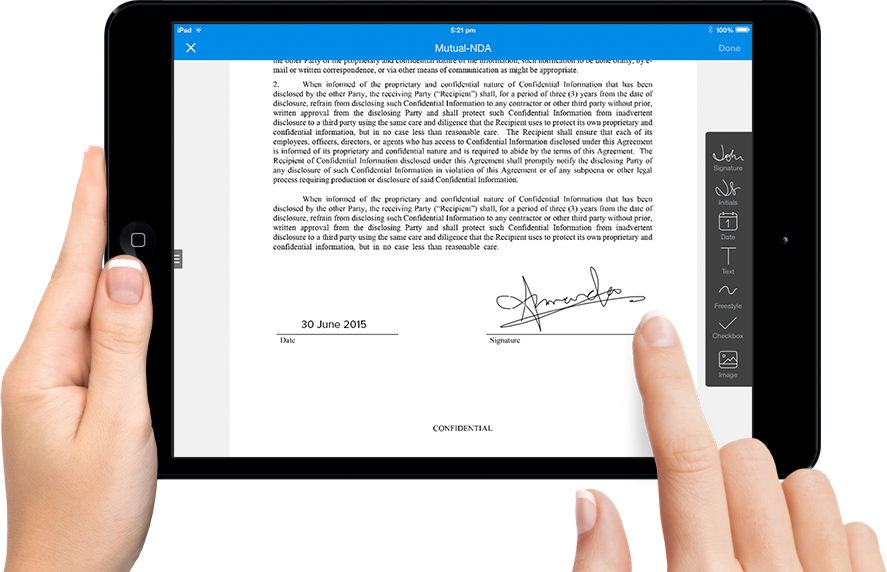 iPad 5:21 pm 100%
Mutual-NDA Done
the other Party of the proprietary and confidential nature of the information, such notification to be done orally, by e-
mail or written correspondence, or via other means of communication as might be appropriate.
2. When informed of the proprietary and confidential nature of Confidential Information that has been
disclosed by the other Party, the receiving Party (“Recipient”) shall, for a period of three (3) years from the date of
disclosure, refrain from disclosing such Confidential Information to any contractor or other third party without prior,
written approval from the disclosing Party and shall protect such Confidential Information from inadvertent
disclosure to a third party using the same care and diligence that the Recipient uses to protect its own proprietary and
confidential information, but in no case less than reasonable care. The Recipient shall ensure that each of its
employees, officers, directors, or agents who has access to Confidential Information disclosed under this Agreement
is informed of its proprietary and confidential nature and is required to abide by the terms of this Agreement. The
Recipient of Confidential Information disclosed under this Agreement shall promptly notify the disclosing Party of
any disclosure of such Confidential Information in violation of this Agreement or of any subpoena or other legal
process requiring production or disclosure of said Confidential Information.
When informed of the proprietary and confidential nature of Confidential Information that has been
disclosed by the other Party, the receiving Party (“Recipient”) shall, for a period of three (3) years from the date of
disclosure, refrain from disclosing such Confidential Information to any contractor or other third party without prior,
written approval from the disclosing Party and shall protect such Confidential Information from inadvertent
disclosure to a third party using the same care and diligence that the Recipient uses to protect its own proprietary and
confidential information, but in no case less than reasonable care.
30 June 2015
Date
Signature
CONFIDENTIAL
John
Signature
Initials
1
Date
T
Text
Freestyle
Checkbox
Image